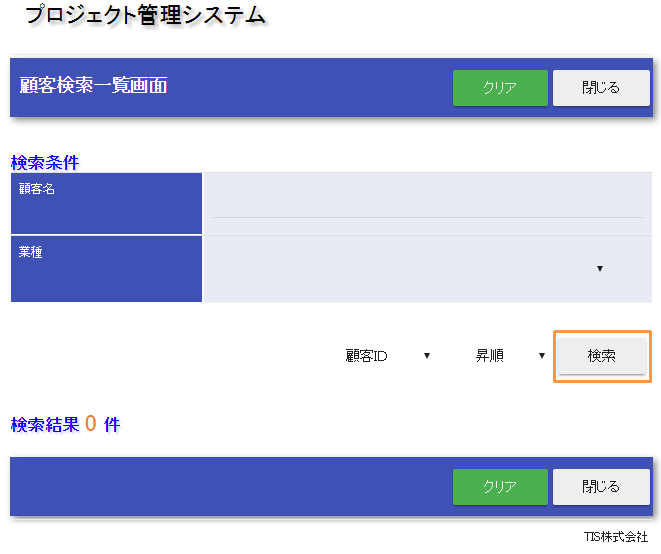 プロジェクト管理システム
顧客検索一覧画面 クリア 閉じる
検索条件
顧客名
業種
▼
顧客ID ▼ 昇順 ▼ 検索
検索結果 0 件
クリア 閉じる
TIS株式会社